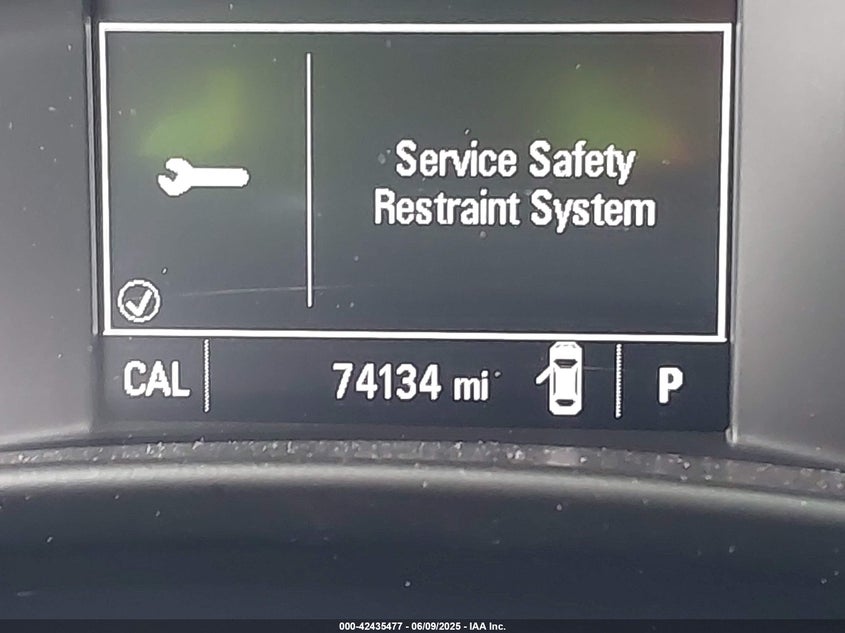 Service Safety
Restraint System
CAL
74134 mi
P
000-42435477 - 06/09/2025 - IAA Inc.